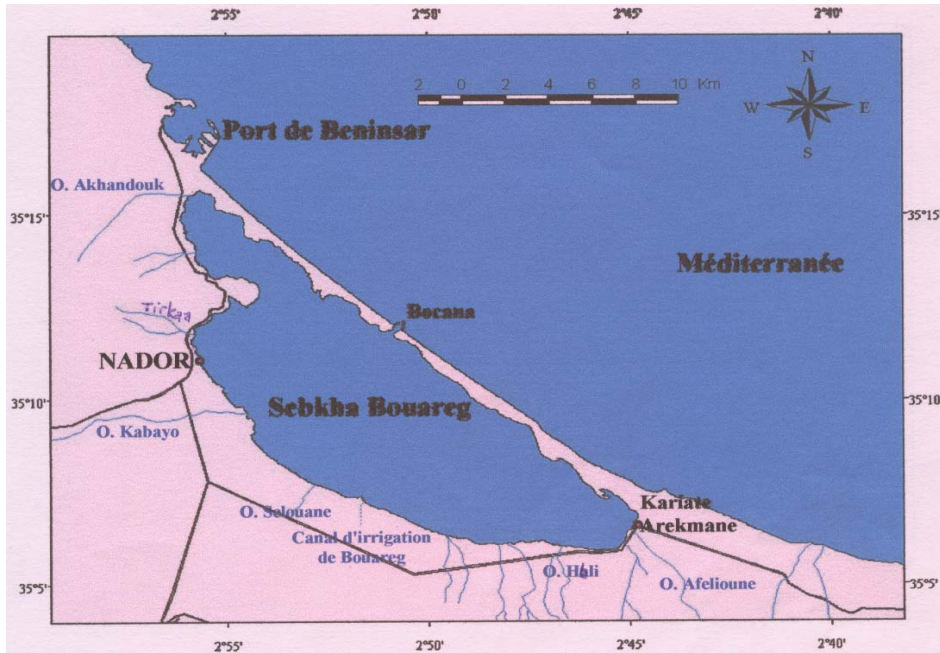 2°55'
2°50'
2°45'
2°40'
2 0 2 4 6 8 10 Km
N
W E
S
Port de Beninsar
O. Akhandouk
35°15'
35°15'
Méditerranée
Tirkaa
Bocana
NADOR
35°10'
35°10'
Sebkha Bouareg
O. Kabayo
Kariate
Arekmane
O. Selouane
Canal d'irrigation
de Bouareg
O. Hbli
O. Afelioune
35°5'
35°5'
2°55'
2°50'
2°45'
2°40'